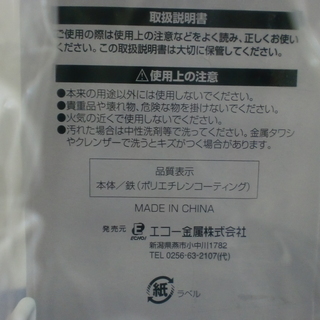 取扱説明書
ご使用の際は使用上の注意などをよく読み、正しくお使い
ください。この取扱説明書は大切に保管してください。
⚠使用上の注意
●本来の用途以外には使用しないでください。
●貴重品や壊れ物、危険な物を掛けないでください。
●火気の近くで使用しないでください。
●汚れた場合は中性洗剤等で洗ってください。金属タワシ
やクレンザーで洗うとキズがつく場合があります。
品質表示
本体／鉄(ポリエチレンコーティング)
MADE IN CHINA
発売元 エコー金属株式会社
新潟県燕市小中川1782
TEL 0256-63-2107(代)
紙 ラベル